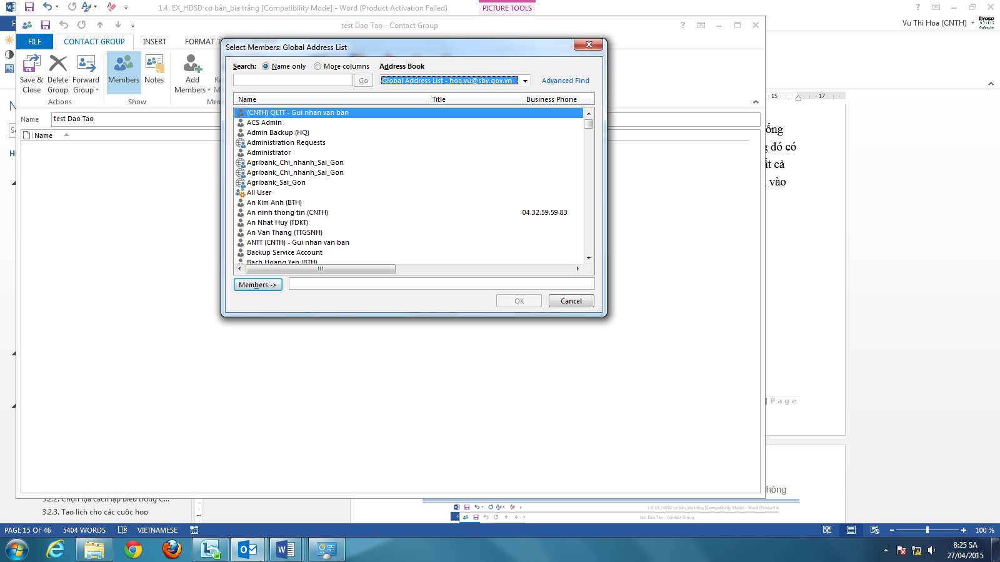 1.4. EX_HDSD cơ bản_bìa trắng [Compatibility Mode] - Word (Product Activation Failed)
PICTURE TOOLS
Vu Thi Hoa (CNTH)
test Dao Tao - Contact Group
FILE CONTACT GROUP INSERT FORMAT T
Save & Close
Delete Group
Forward Group
Members
Notes
Add Members
Actions
Show
Name test Dao Tao
Name
Select Members: Global Address List
Search: Name only More columns Address Book
Go
Global Address List - hoa.vu@sbv.gov.vn
Advanced Find
Name Title Business Phone
(CNTH) QLTT - Gui nhan van ban
ACS Admin
Admin Backup (HQ)
Administration Requests
Administrator
Agribank_Chi_nhanh_Sai_Gon
Agribank_Chi_nhanh_Sai_Gon
Agribank_Sai_Gon
All User
An Kim Anh (BTH)
An ninh thong tin (CNTH) 04.32.59.59.83
An Nhat Huy (TDKT)
An Van Thang (TTGSNH)
ANTT (CNTH) - Gui nhan van ban
Backup Service Account
Bach Hoang Yen (BTH)
Members ->
OK Cancel
15 17
đó có
cả
vào
Page
phòng
3.2.2. Chọn lựa cách lặp biểu trong C...
3.2.3. Tạo lịch cho các cuộc họp
1.4. EX_HDSD cơ bản_bìa trắng [Compatibility Mode] - Word (Product A
test Dao Tao - Contact Group
PAGE 15 OF 46 5404 WORDS VIETNAMESE 100 %
8:25 SA
27/04/2015